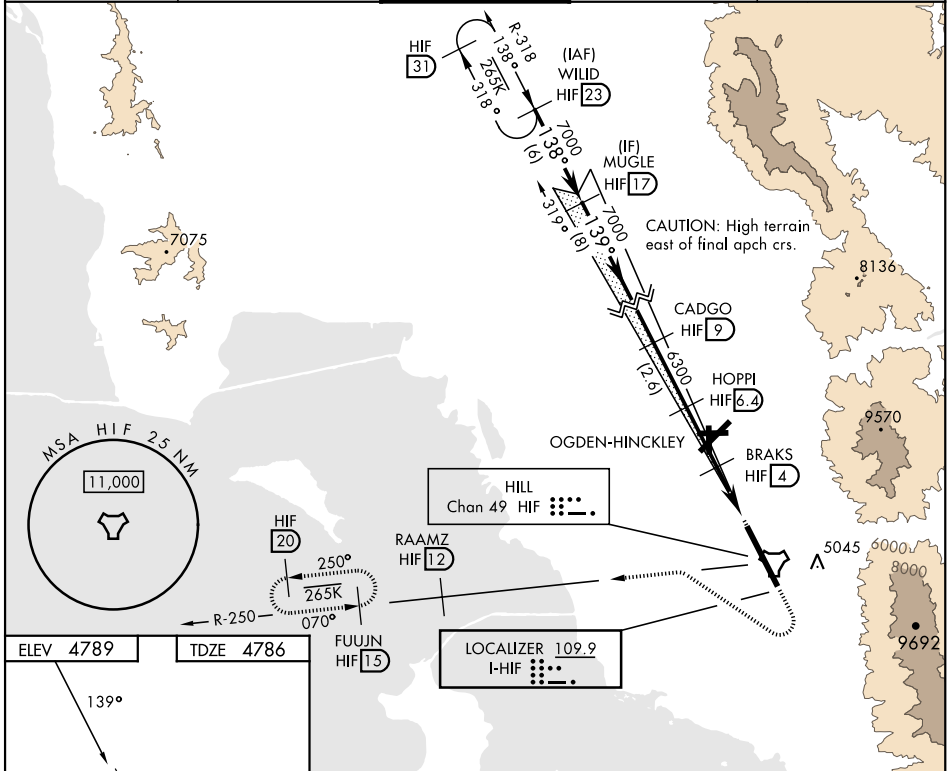 HIF
31
R-318
138°
265K
318°
(IAF)
WILID
HIF 23
7000
138°
(6)
(IF)
MUGLE
HIF 17
7000
139°
319°
(8)
CAUTION: High terrain
east of final apch crs.
7075
8136
CADGO
HIF 9
6300
(2.6)
HOPPI
HIF 6.4
9570
OGDEN-HINCKLEY
BRAKS
HIF 4
MSA HIF 25 NM
11,000
HILL
Chan 49 HIF
HIF
20
RAAMZ
HIF 12
250°
265K
070°
R-250
FUUJN
HIF 15
5045
6000
8000
9692
LOCALIZER 109.9
I-HIF
ELEV 4789
TDZE 4786
139°